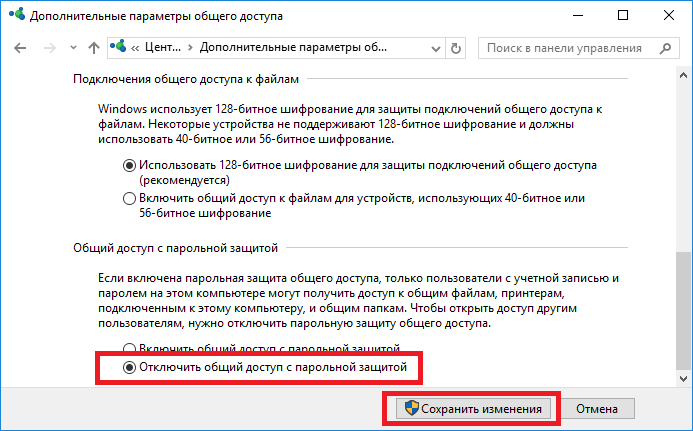 Дополнительные параметры общего доступа
« Цент... Дополнительные параметры об... Поиск в панели управления
Подключения общего доступа к файлам
Windows использует 128-битное шифрование для защиты подключений общего доступа к
файлам. Некоторые устройства не поддерживают 128-битное шифрование и должны
использовать 40-битное или 56-битное шифрование.
Использовать 128-битное шифрование для защиты подключений общего доступа
(рекомендуется)
Включить общий доступ к файлам для устройств, использующих 40-битное или
56-битное шифрование
Общий доступ с парольной защитой
Если включена парольная защита общего доступа, только пользователи с учетной записью и
паролем на этом компьютере могут получить доступ к общим файлам, принтерам,
подключенным к этому компьютеру, и общим папкам. Чтобы открыть доступ другим
пользователям, нужно отключить парольную защиту общего доступа.
Включить общий доступ с парольной защитой
Отключить общий доступ с парольной защитой
Сохранить изменения Отмена